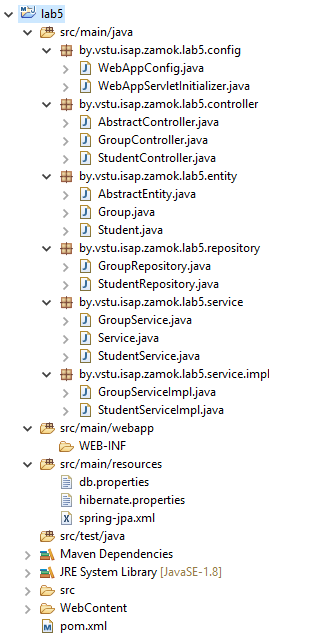 lab5
src/main/java
by.vstu.isap.zamok.lab5.config
WebAppConfig.java
WebAppServletInitializer.java
by.vstu.isap.zamok.lab5.controller
AbstractController.java
GroupController.java
StudentController.java
by.vstu.isap.zamok.lab5.entity
AbstractEntity.java
Group.java
Student.java
by.vstu.isap.zamok.lab5.repository
GroupRepository.java
StudentRepository.java
by.vstu.isap.zamok.lab5.service
GroupService.java
Service.java
StudentService.java
by.vstu.isap.zamok.lab5.service.impl
GroupServiceImpl.java
StudentServiceImpl.java
src/main/webapp
WEB-INF
src/main/resources
db.properties
hibernate.properties
spring-jpa.xml
src/test/java
Maven Dependencies
JRE System Library [JavaSE-1.8]
src
WebContent
pom.xml